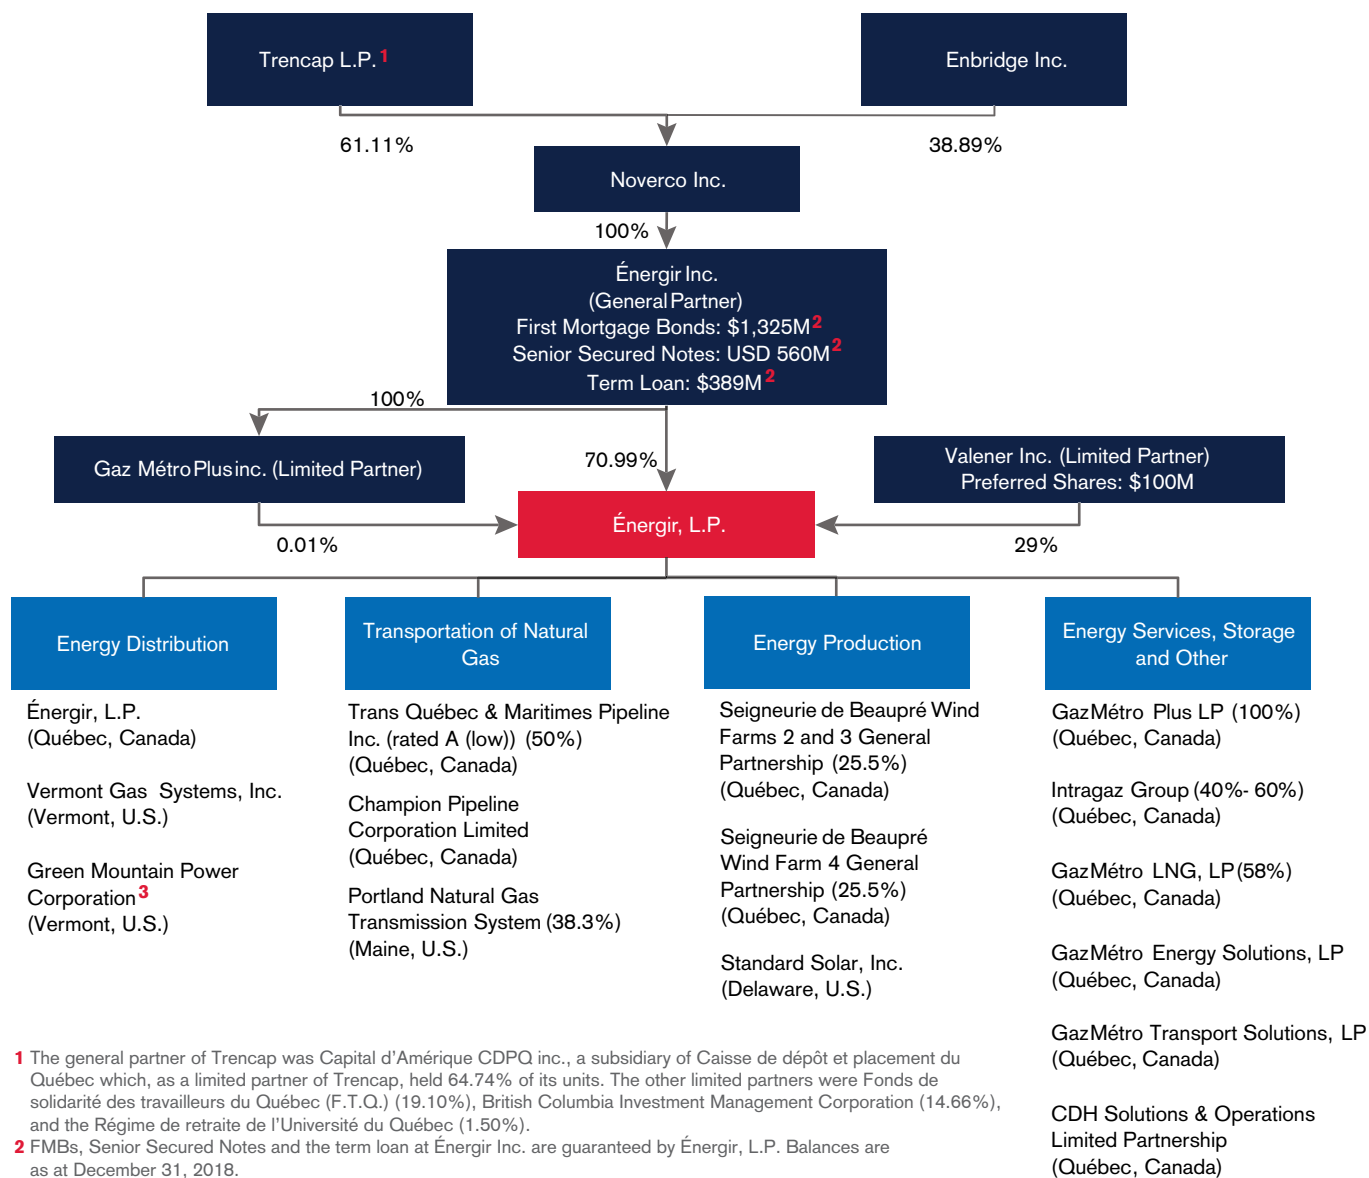 Trencap L.P. 1
Enbridge Inc.
61.11%
38.89%
Noverco Inc.
100%
Énergir Inc.
(General Partner)
First Mortgage Bonds: $1,325M 2
Senior Secured Notes: USD 560M 2
Term Loan: $389M 2
100%
Gaz Métro Plus inc. (Limited Partner)
70.99%
Valener Inc. (Limited Partner)
Preferred Shares: $100M
Énergir, L.P.
0.01%
29%
Energy Distribution
Énergir, L.P.
(Québec, Canada)
Vermont Gas Systems, Inc.
(Vermont, U.S.)
Green Mountain Power
Corporation 3
(Vermont, U.S.)
Transportation of Natural
Gas
Trans Québec & Maritimes Pipeline
Inc. (rated A (low)) (50%)
(Québec, Canada)
Champion Pipeline
Corporation Limited
(Québec, Canada)
Portland Natural Gas
Transmission System (38.3%)
(Maine, U.S.)
Energy Production
Seigneurie de Beaupré Wind
Farms 2 and 3 General
Partnership (25.5%)
(Québec, Canada)
Seigneurie de Beaupré
Wind Farm 4 General
Partnership (25.5%)
(Québec, Canada)
Standard Solar, Inc.
(Delaware, U.S.)
Energy Services, Storage
and Other
GazMétro Plus LP (100%)
(Québec, Canada)
Intragaz Group (40%- 60%)
(Québec, Canada)
GazMétro LNG, LP (58%)
(Québec, Canada)
GazMétro Energy Solutions, LP
(Québec, Canada)
GazMétro Transport Solutions, LP
(Québec, Canada)
CDH Solutions & Operations
Limited Partnership
(Québec, Canada)
1 The general partner of Trencap was Capital d'Amérique CDPQ inc., a subsidiary of Caisse de dépôt et placement du
Québec which, as a limited partner of Trencap, held 64.74% of its units. The other limited partners were Fonds de
solidarité des travailleurs du Québec (F.T.Q.) (19.10%), British Columbia Investment Management Corporation (14.66%),
and the Régime de retraite de l'Université du Québec (1.50%).
2 FMBs, Senior Secured Notes and the term loan at Énergir Inc. are guaranteed by Énergir, L.P. Balances are
as at December 31, 2018.